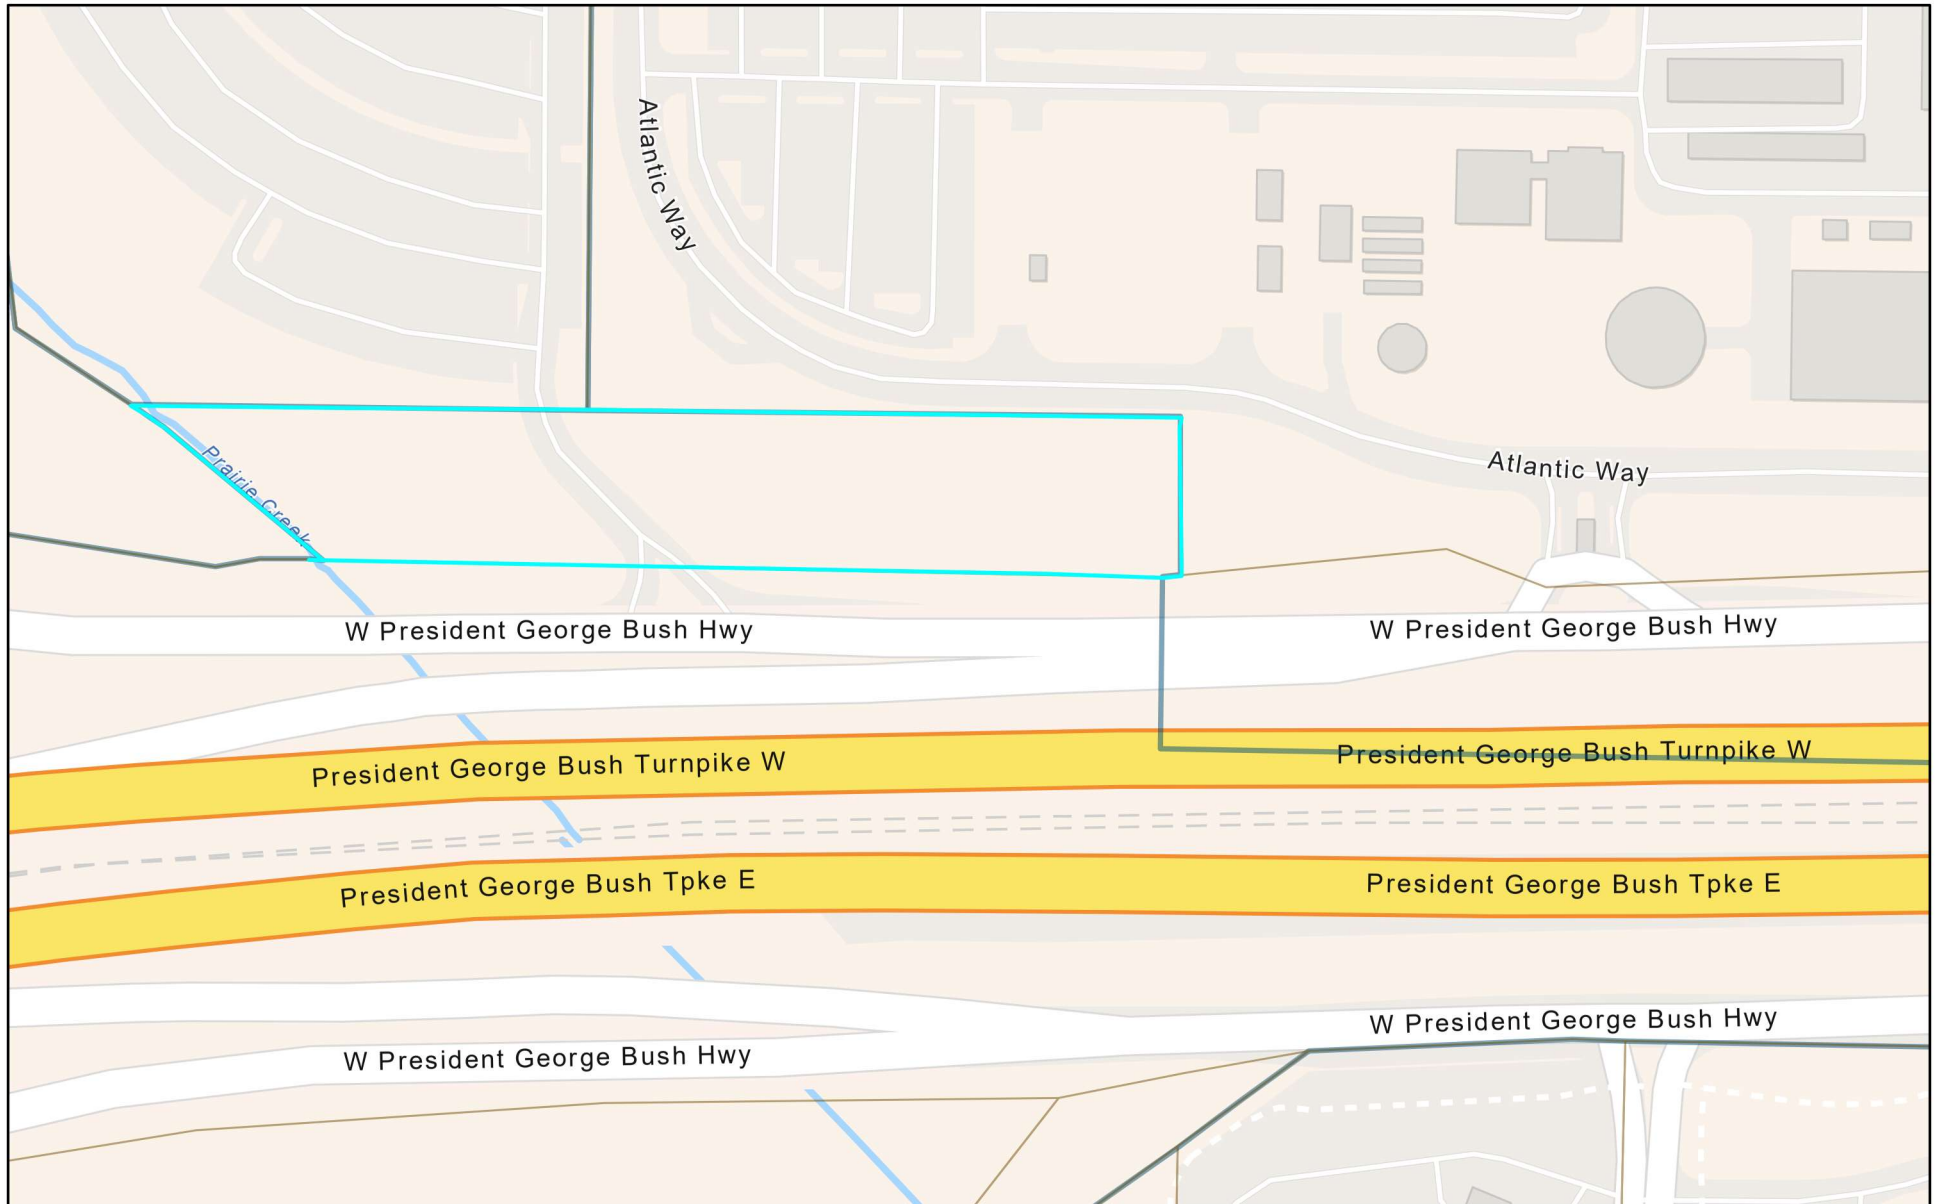 Atlantic Way
Prairie Creek
Atlantic Way
W President George Bush Hwy
W President George Bush Hwy
President George Bush Turnpike W
President George Bush Turnpike W
President George Bush Tpke E
President George Bush Tpke E
W President George Bush Hwy
W President George Bush Hwy